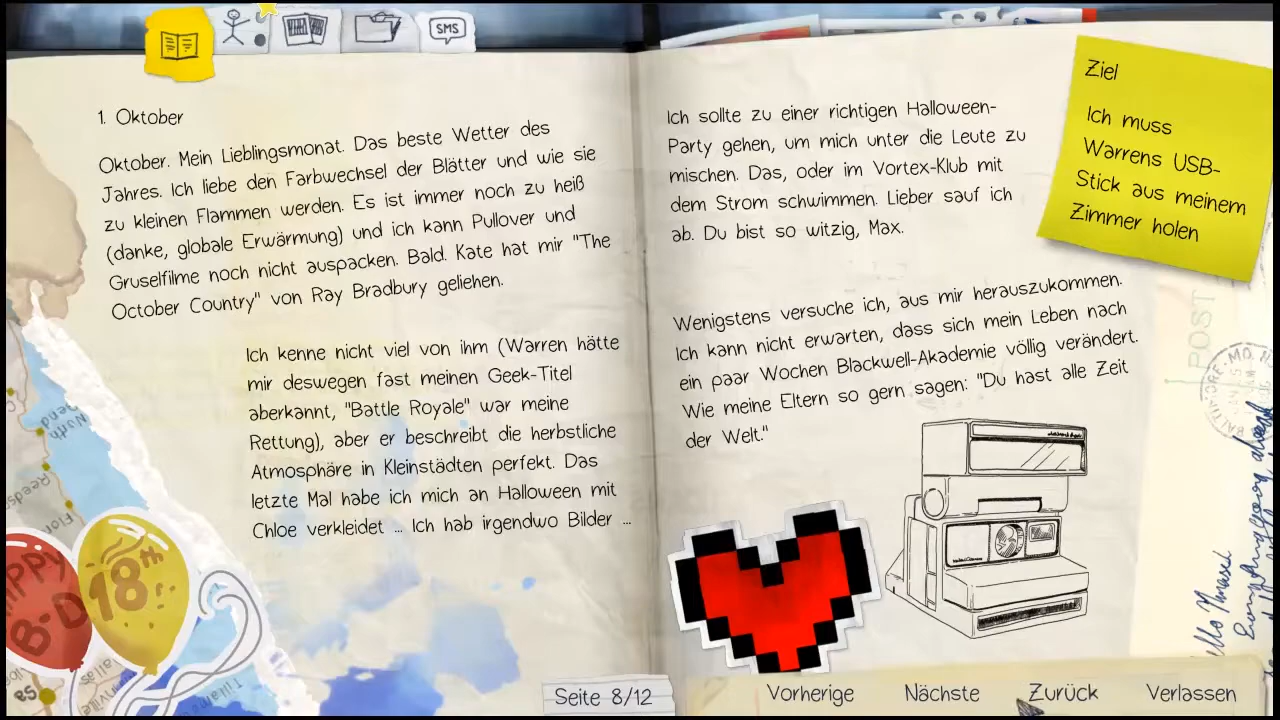 SMS
1. Oktober
Oktober. Mein Lieblingsmonat. Das beste Wetter des
Jahres. Ich liebe den Farbwechsel der Blätter und wie sie
zu kleinen Flammen werden. Es ist immer noch zu heiß
(danke, globale Erwärmung) und ich kann Pullover und
Gruselfilme noch nicht auspacken. Bald. Kate hat mir "The
October Country" von Ray Bradbury geliehen.
Ich kenne nicht viel von ihm (Warren hätte
mir deswegen fast meinen Geek-Titel
aberkannt, "Battle Royale" war meine
Rettung), aber er beschreibt die herbstliche
Atmosphäre in Kleinstädten perfekt. Das
letzte Mal habe ich mich an Halloween mit
Chloe verkleidet ... Ich hab irgendwo Bilder ...
18th
B-D
Ich sollte zu einer richtigen Halloween-
Party gehen, um mich unter die Leute zu
mischen. Das, oder im Vortex-Klub mit
dem Strom schwimmen. Lieber sauf ich
ab. Du bist so witzig, Max.
Wenigstens versuche ich, aus mir herauszukommen.
Ich kann nicht erwarten, dass sich mein Leben nach
ein paar Wochen Blackwell-Akademie völlig verändert.
Wie meine Eltern so gern sagen: "Du hast alle Zeit
der Welt."
Ziel
Ich muss
Warrens USB-
Stick aus meinem
Zimmer holen
POST
Seite 8/12
Vorherige
Nächste
Zurück
Verlassen